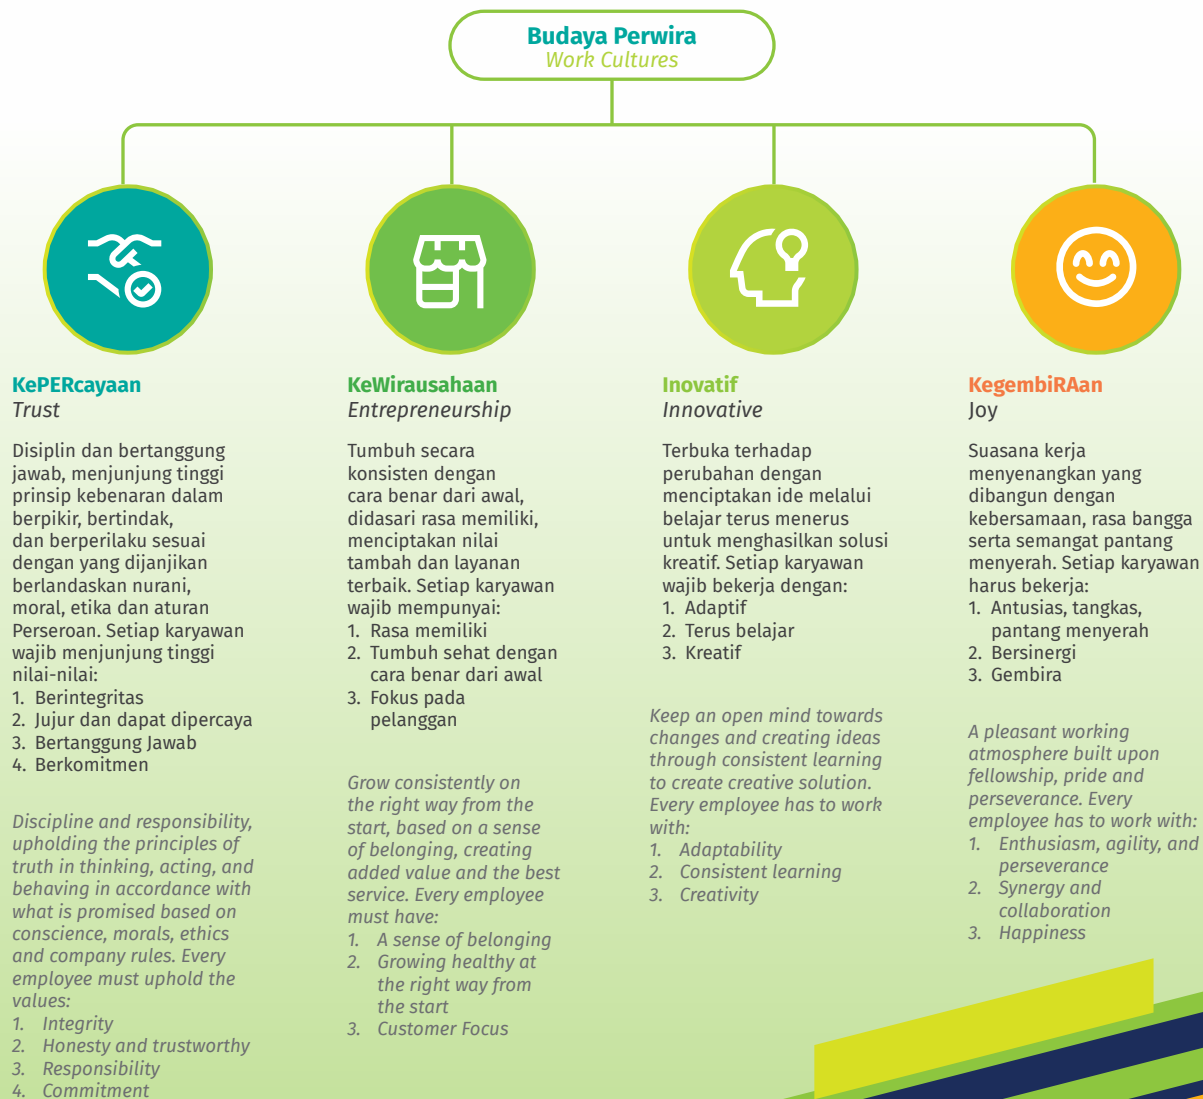 Budaya Perwira
Work Cultures
KePERcayaan
Trust
Disiplin dan bertanggung
jawab, menjunjung tinggi
prinsip kebenaran dalam
berpikir, bertindak,
dan berperilaku sesuai
dengan yang dijanjikan
berlandaskan nurani,
moral, etika dan aturan
Perseroan. Setiap karyawan
wajib menjunjung tinggi
nilai-nilai:
1. Berintegritas
2. Jujur dan dapat dipercaya
3. Bertanggung Jawab
4. Berkomitmen
Discipline and responsibility,
upholding the principles of
truth in thinking, acting, and
behaving in accordance with
what is promised based on
conscience, morals, ethics
and company rules. Every
employee must uphold the
values:
1. Integrity
2. Honesty and trustworthy
3. Responsibility
4. Commitment
KeWirausahaan
Entrepreneurship
Tumbuh secara
konsisten dengan
cara benar dari awal,
didasari rasa memiliki,
menciptakan nilai
tambah dan layanan
terbaik. Setiap karyawan
wajib mempunyai:
1. Rasa memiliki
2. Tumbuh sehat dengan
cara benar dari awal
3. Fokus pada
pelanggan
Grow consistently on
the right way from the
start, based on a sense
of belonging, creating
added value and the best
service. Every employee
must have:
1. A sense of belonging
2. Growing healthy at
the right way from
the start
3. Customer Focus
Inovatif
Innovative
Terbuka terhadap
perubahan dengan
menciptakan ide melalui
belajar terus menerus
untuk menghasilkan solusi
kreatif. Setiap karyawan
wajib bekerja dengan:
1. Adaptif
2. Terus belajar
3. Kreatif
Keep an open mind towards
changes and creating ideas
through consistent learning
to create creative solution.
Every employee has to work
with:
1. Adaptability
2. Consistent learning
3. Creativity
KegembiRAan
Joy
Suasana kerja
menyenangkan yang
dibangun dengan
kebersamaan, rasa bangga
serta semangat pantang
menyerah. Setiap karyawan
harus bekerja:
1. Antusias, tangkas,
pantang menyerah
2. Bersinergi
3. Gembira
A pleasant working
atmosphere built upon
fellowship, pride and
perseverance. Every
employee has to work with:
1. Enthusiasm, agility, and
perseverance
2. Synergy and
collaboration
3. Happiness